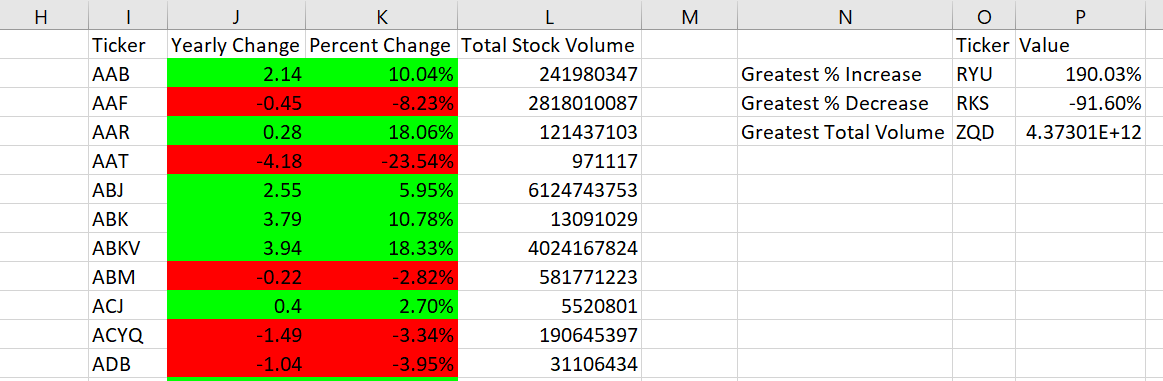 H I J K L M N O P
Ticker Yearly Change Percent Change Total Stock Volume Ticker Value
AAB 2.14 10.04% 241980347 Greatest % Increase RYU 190.03%
AAF -0.45 -8.23% 2818010087 Greatest % Decrease RKS -91.60%
AAR 0.28 18.06% 121437103 Greatest Total Volume ZQD 4.37301E+12
AAT -4.18 -23.54% 971117
ABJ 2.55 5.95% 6124743753
ABK 3.79 10.78% 13091029
ABKV 3.94 18.33% 4024167824
ABM -0.22 -2.82% 581771223
ACJ 0.4 2.70% 5520801
ACYQ -1.49 -3.34% 190645397
ADB -1.04 -3.95% 31106434